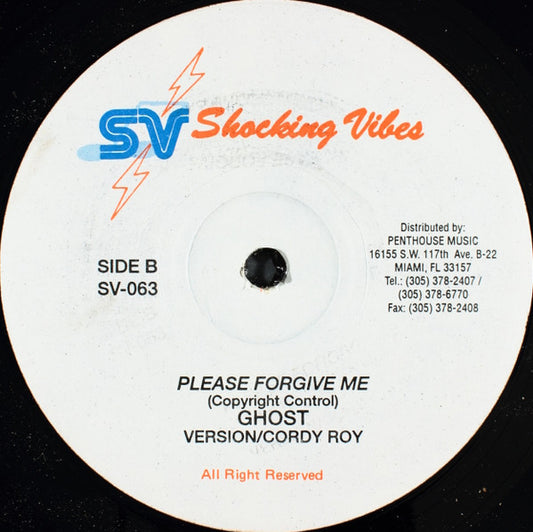 SV Shocking Vibes
SIDE B
SV-063
Distributed by:
PENTHOUSE MUSIC
16155 S.W. 117th Ave. B-22
MIAMI, FL 33157
Tel.: (305) 378-2407 /
(305) 378-6770
Fax: (305) 378-2408
PLEASE FORGIVE ME
(Copyright Control)
GHOST
VERSION/CORDY ROY
All Right Reserved